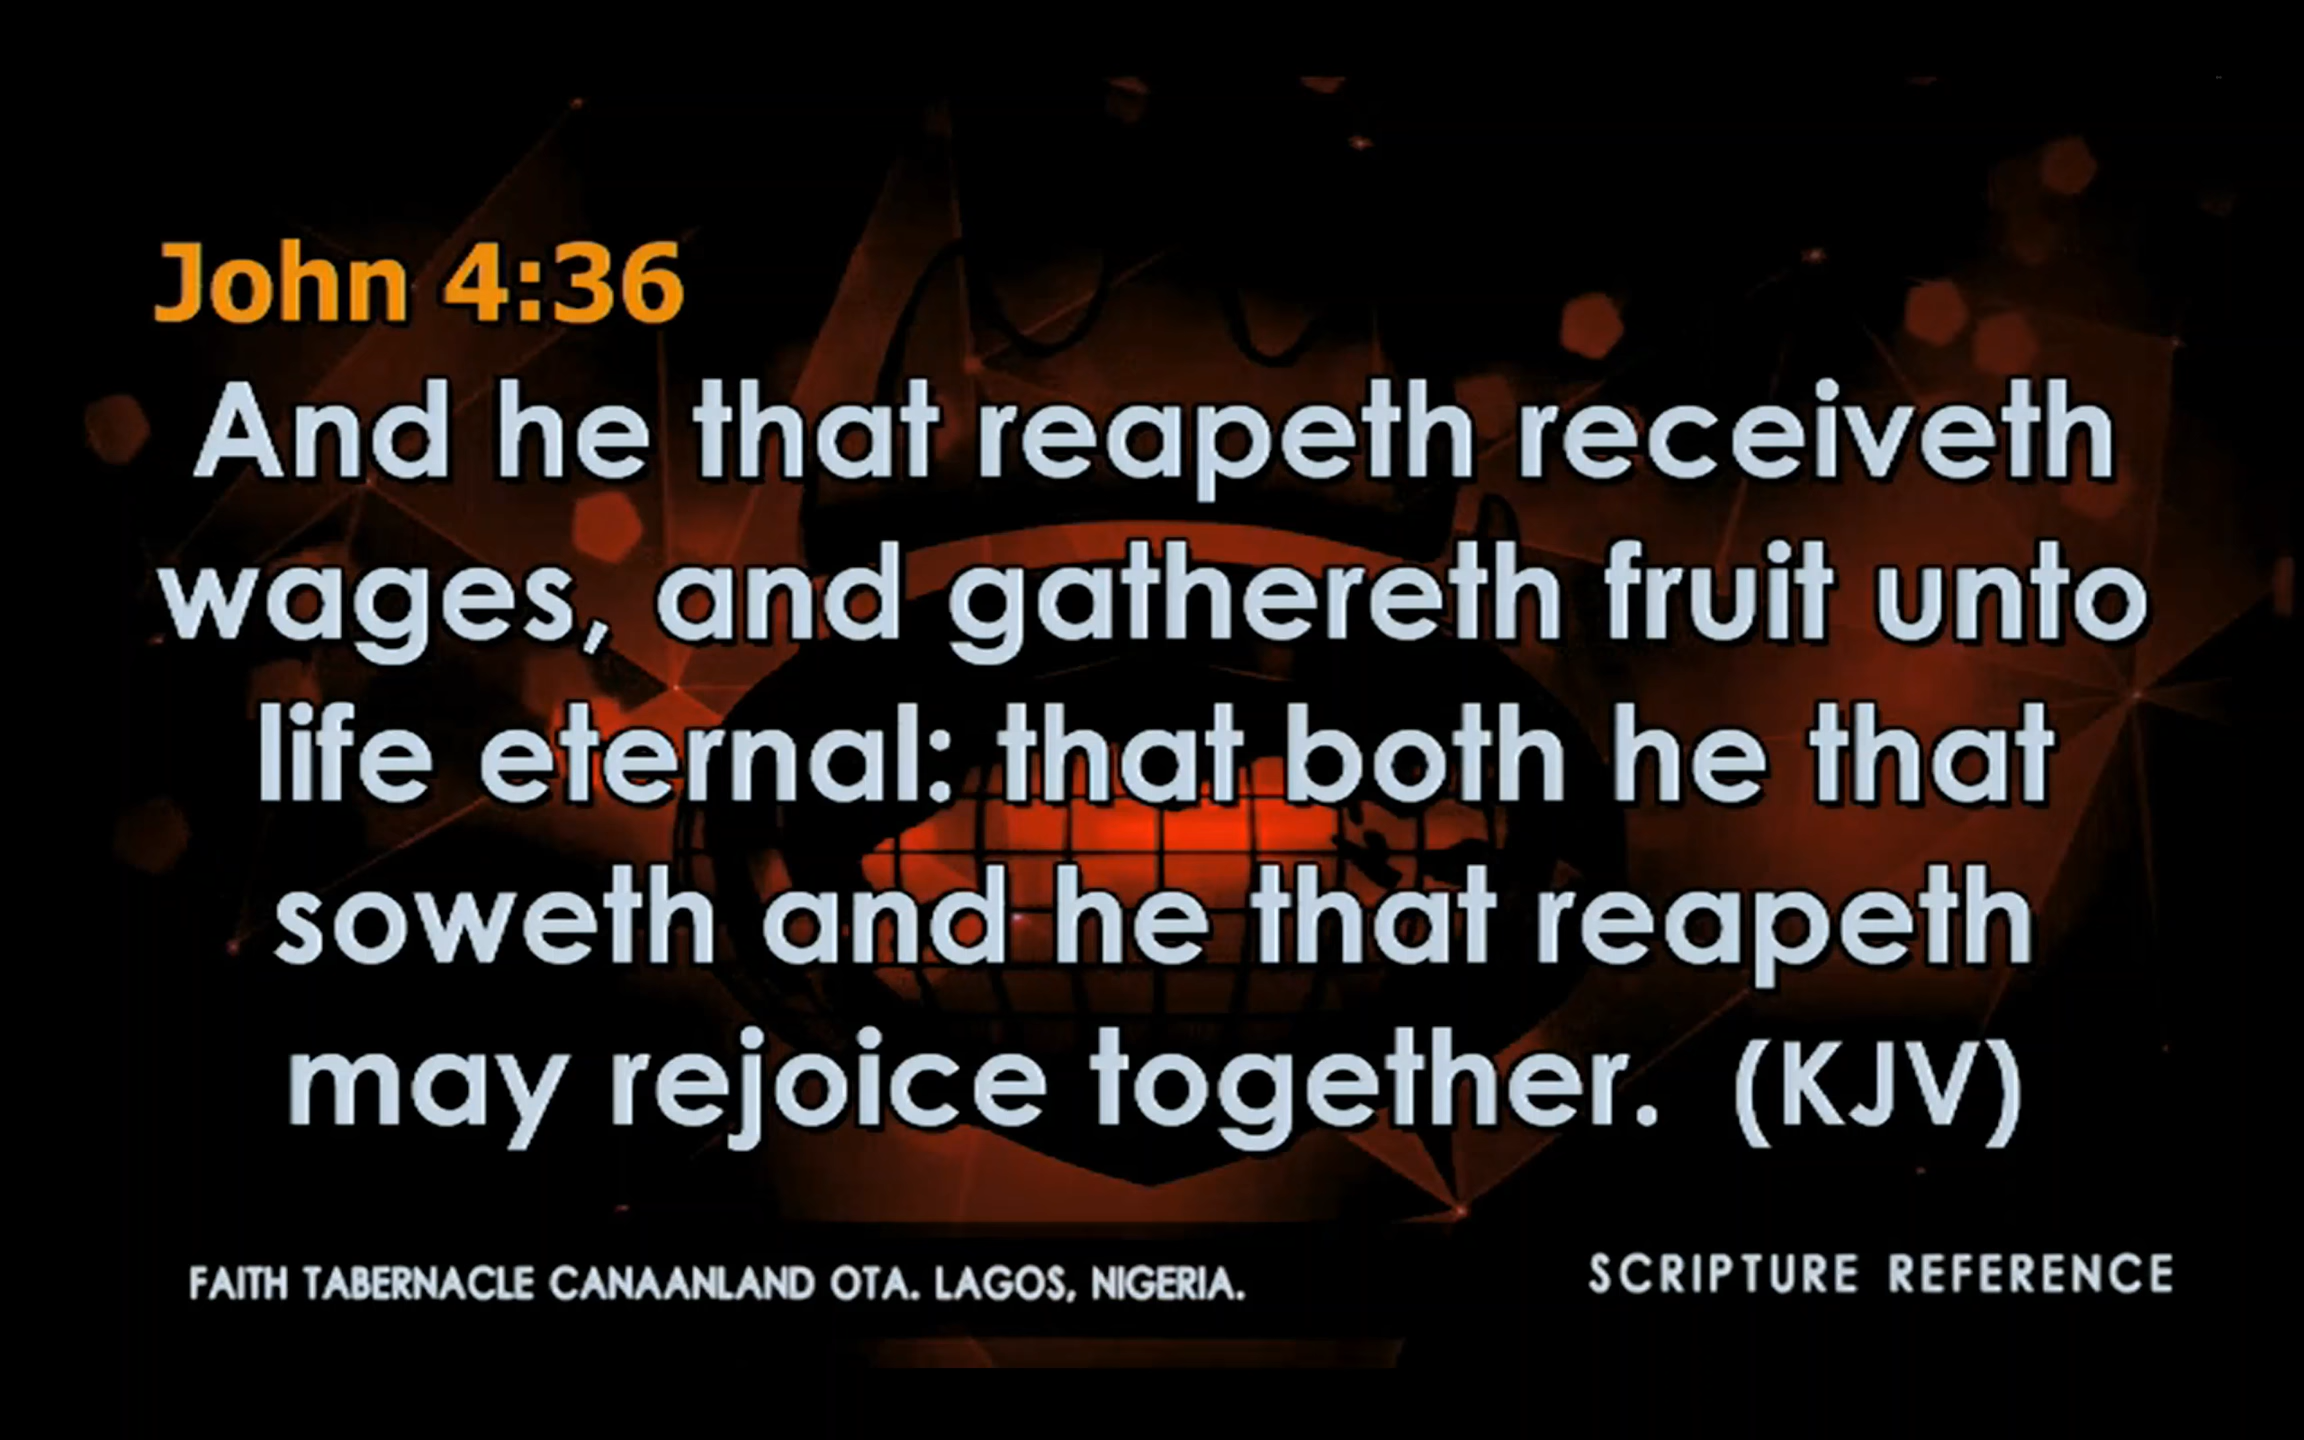 John 4:36
And he that reapeth receiveth
wages, and gathereth fruit unto
life eternal: that both he that
soweth and he that reapeth
may rejoice together. (KJV)
FAITH TABERNACLE CANAANLAND OTA. LAGOS, NIGERIA.
SCRIPTURE REFERENCE